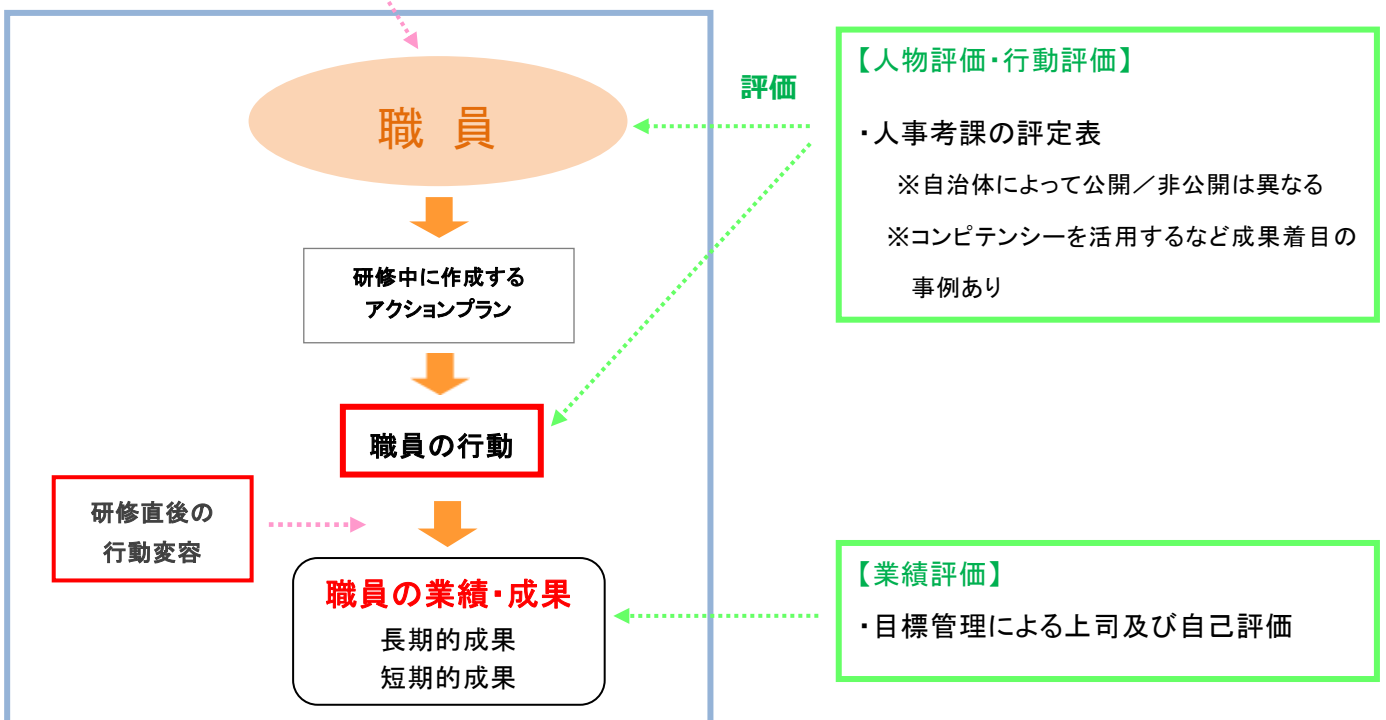 職 員
研修中に作成する
アクションプラン
職員の行動
研修直後の
行動変容
職員の業績・成果
長期的成果
短期的成果
評価
【人物評価・行動評価】
・人事考課の評定表
※自治体によって公開／非公開は異なる
※コンピテンシーを活用するなど成果着目の
事例あり
【業績評価】
・目標管理による上司及び自己評価